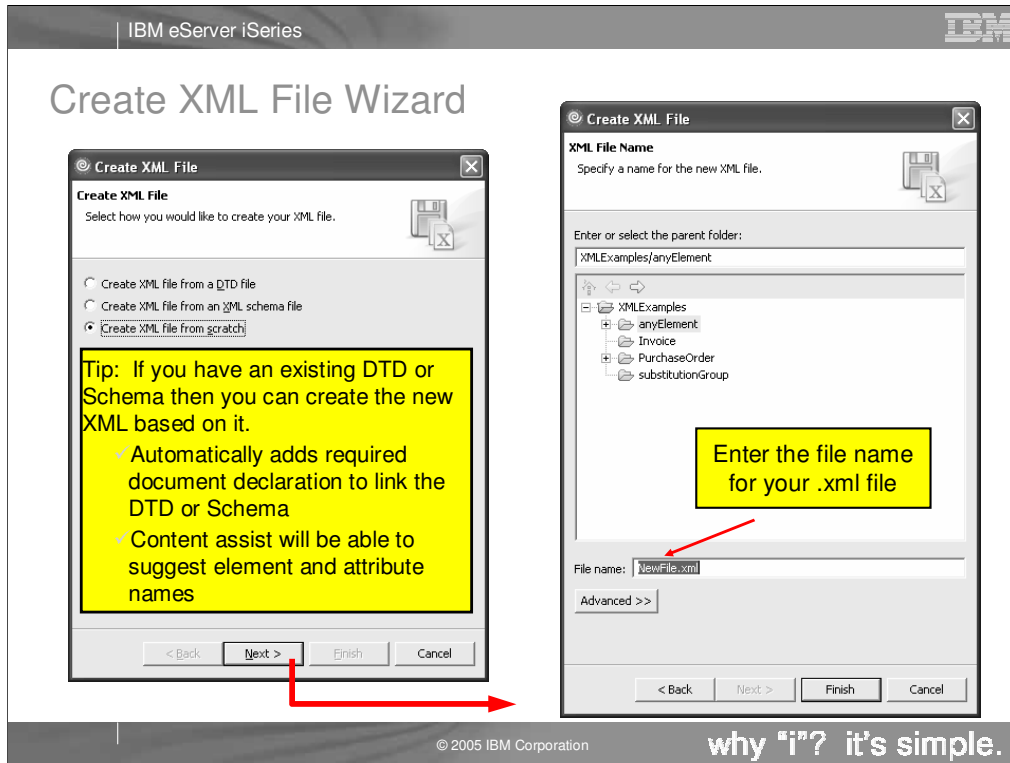 IBM eServer iSeries
IBM
Create XML File Wizard
Create XML File
Create XML File
Select how you would like to create your XML file.
Create XML file from a DTD file
Create XML file from an XML schema file
Create XML file from scratch
Tip: If you have an existing DTD or
Schema then you can create the new
XML based on it.
✓Automatically adds required
document declaration to link the
DTD or Schema
✓Content assist will be able to
suggest element and attribute
names
< Back Next > Finish Cancel
Create XML File
XML File Name
Specify a name for the new XML file.
Enter or select the parent folder:
XMLExamples/anyElement
XMLExamples
anyElement
Invoice
PurchaseOrder
substitutionGroup
Enter the file name
for your .xml file
File name: NewFile.xml
Advanced >>
< Back Next > Finish Cancel
© 2005 IBM Corporation
why "i"? it's simple.